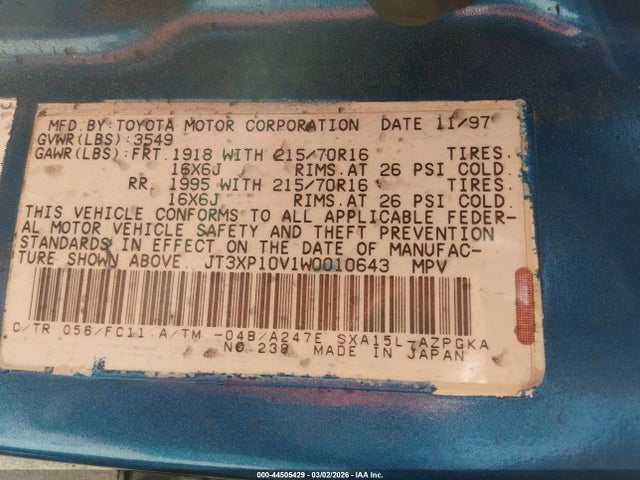 MFD. BY: TOYOTA MOTOR CORPORATION DATE 11/97
GVWR(LBS):3549
GAWR(LBS):FRT. 1918 WITH 215/70R16 TIRES.
16X6J RIMS. AT 26 PSI COLD.
RR. 1995 WITH 215/70R16 TIRES.
16X6J RIMS. AT 26 PSI COLD.
THIS VEHICLE CONFORMS TO ALL APPLICABLE FEDER-
AL MOTOR VEHICLE SAFETY AND THEFT PREVENTION
STANDARDS IN EFFECT ON THE DATE OF MANUFAC-
TURE SHOWN ABOVE. JT3XP10V1W0010643 MPV
C/TR 056/FC11. A/TM -04B/A247E SXA15L-AZPGKA
NO 238 MADE IN JAPAN
000-44505429 - 03/02/2026 - IAA Inc.